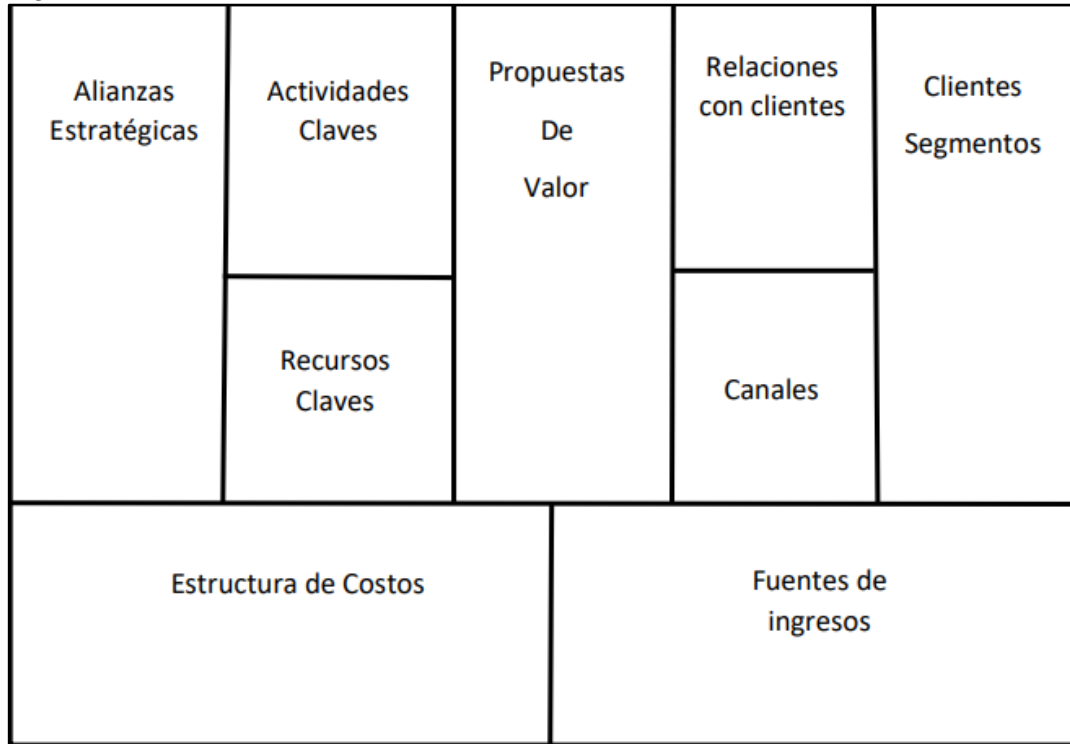 Alianzas
Estratégicas
Actividades
Claves
Recursos
Claves
Propuestas
De
Valor
Relaciones
con clientes
Canales
Clientes
Segmentos
Estructura de Costos
Fuentes de
ingresos